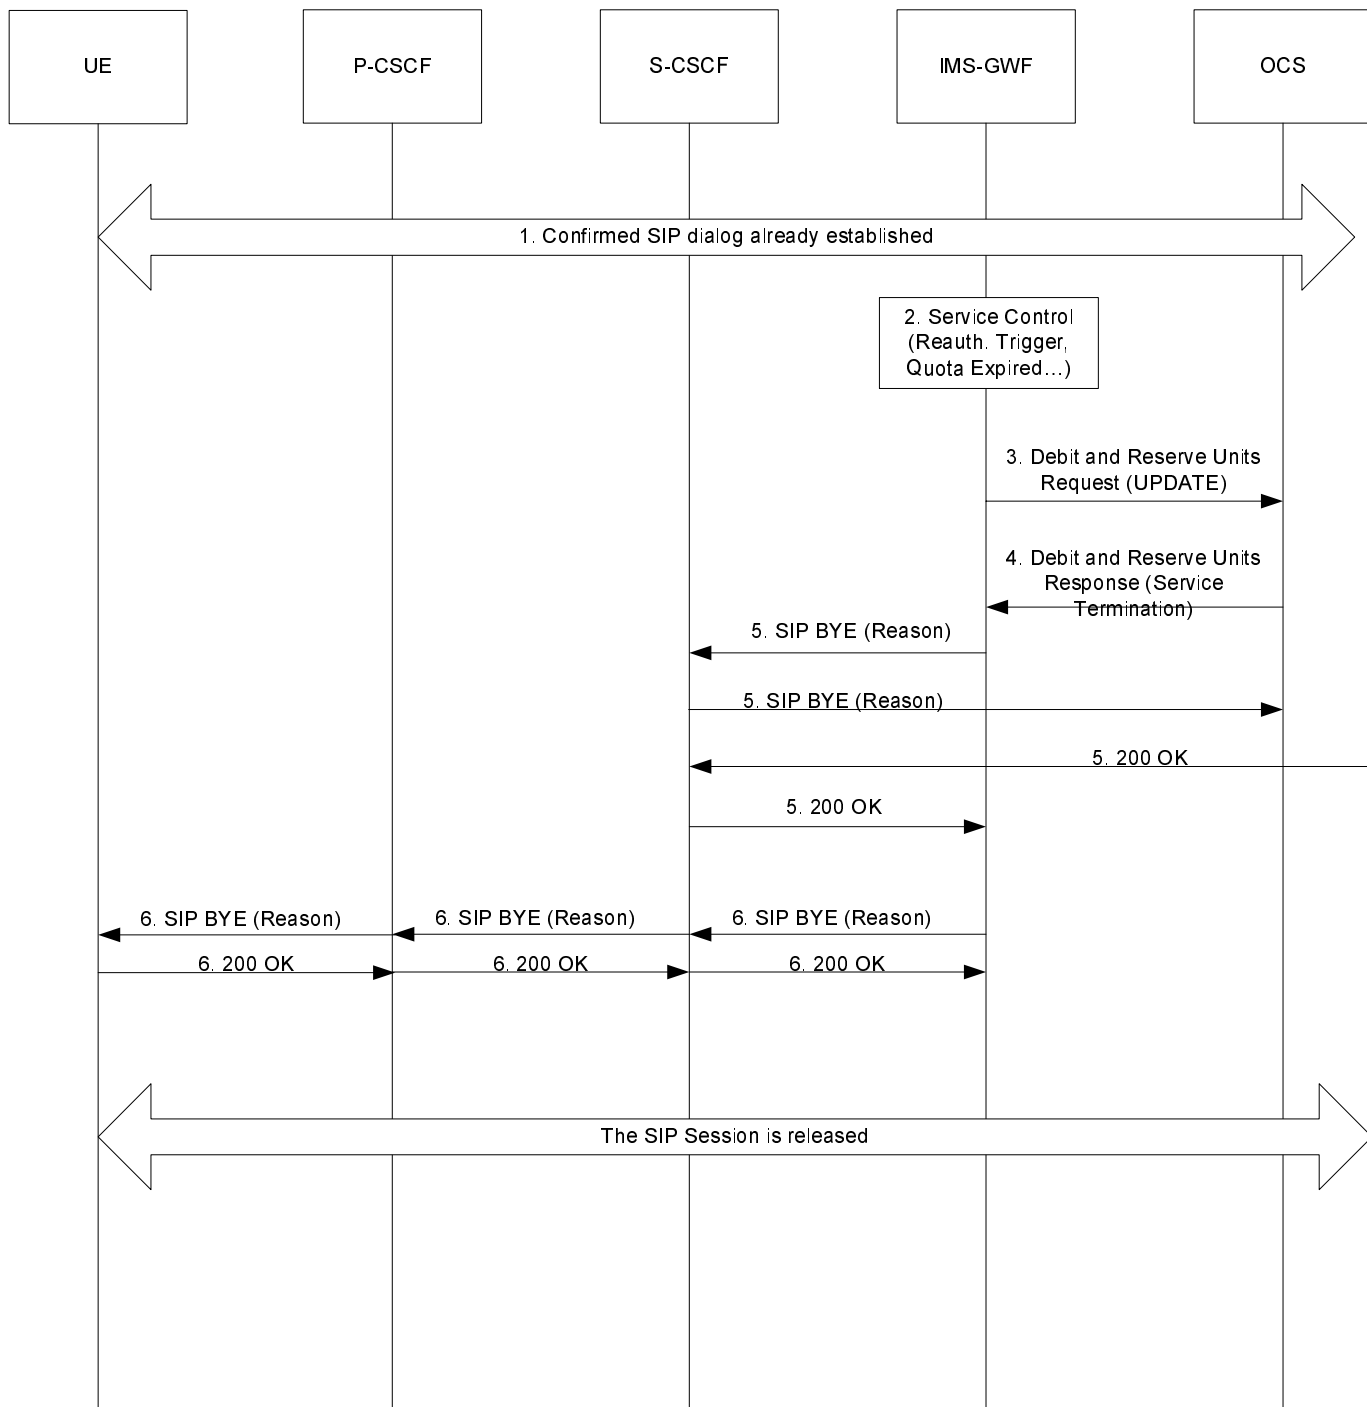 UE
P-CSCF
S-CSCF
IMS-GWF
OCS
1. Confirmed SIP dialog already established
2. Service Control
(Reauth. Trigger,
Quota Expired...)
3. Debit and Reserve Units
Request (UPDATE)
4. Debit and Reserve Units
Response (Service
Termination)
5. SIP BYE (Reason)
5. SIP BYE (Reason)
5. 200 OK
5. 200 OK
6. SIP BYE (Reason)
6. SIP BYE (Reason)
6. SIP BYE (Reason)
6. 200 OK
6. 200 OK
6. 200 OK
The SIP Session is released